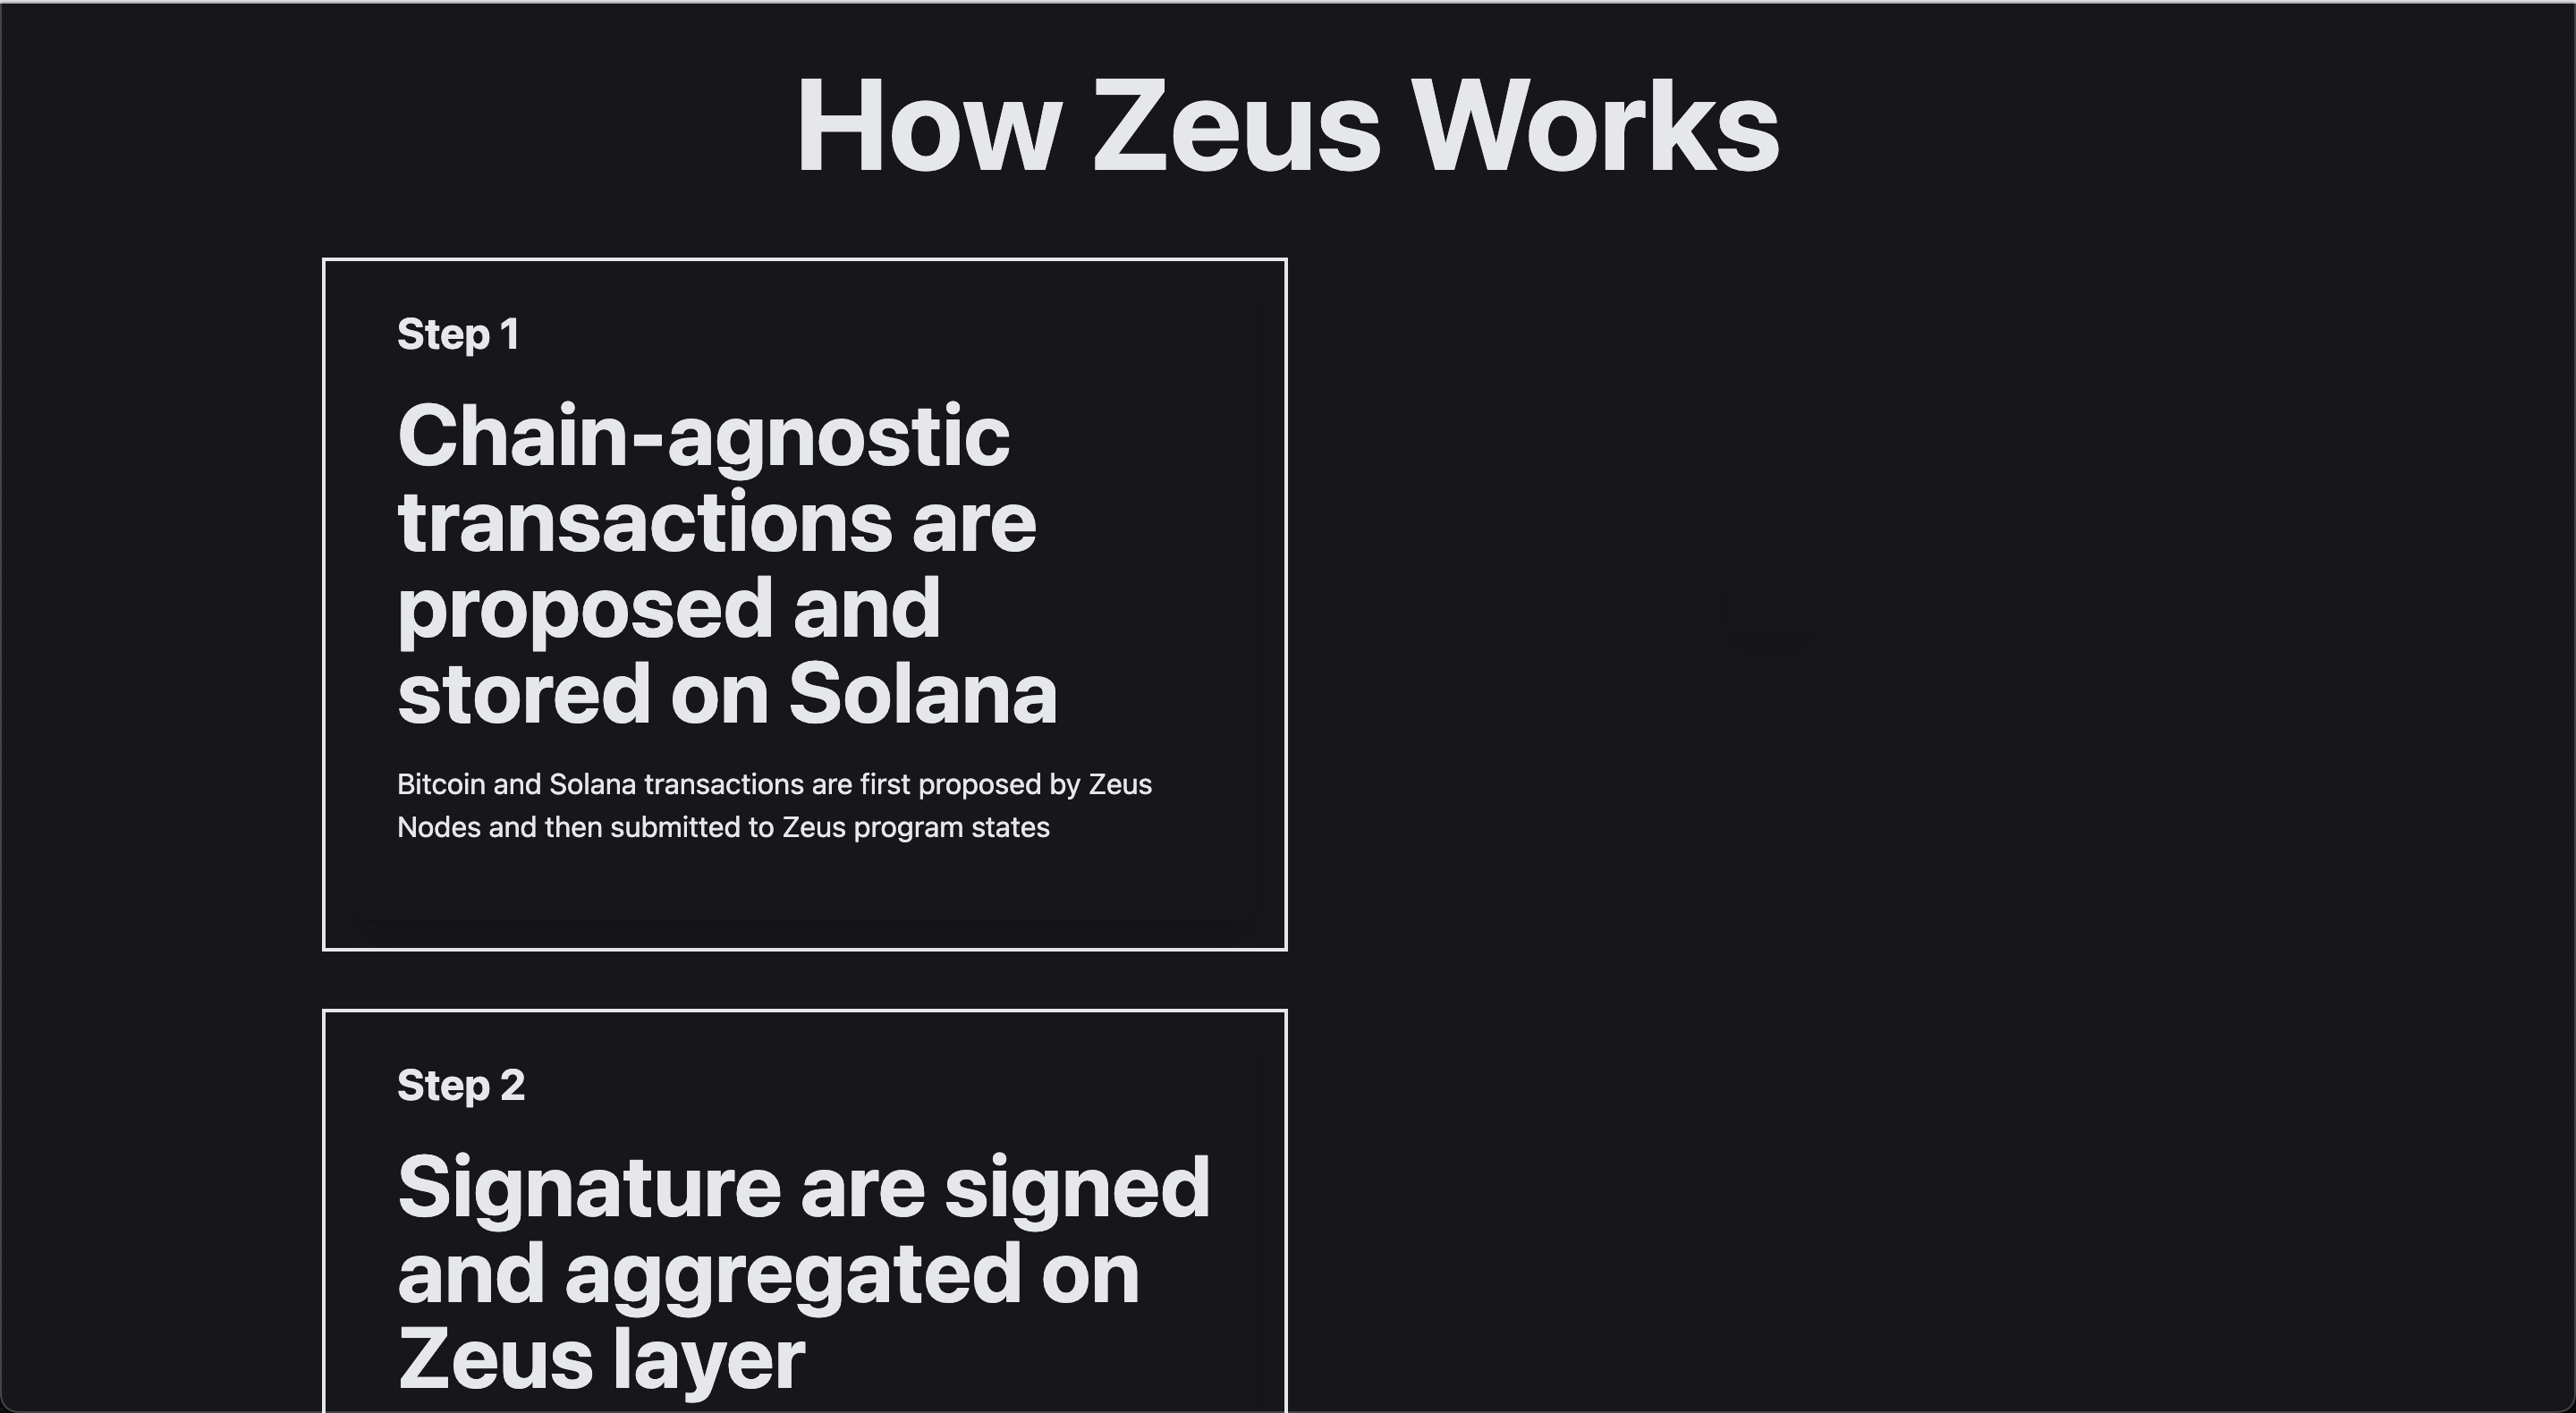 How Zeus Works
Step 1
Chain-agnostic
transactions are
proposed and
stored on Solana
Bitcoin and Solana transactions are first proposed by Zeus
Nodes and then submitted to Zeus program states
Step 2
Signature are signed
and aggregated on
Zeus layer